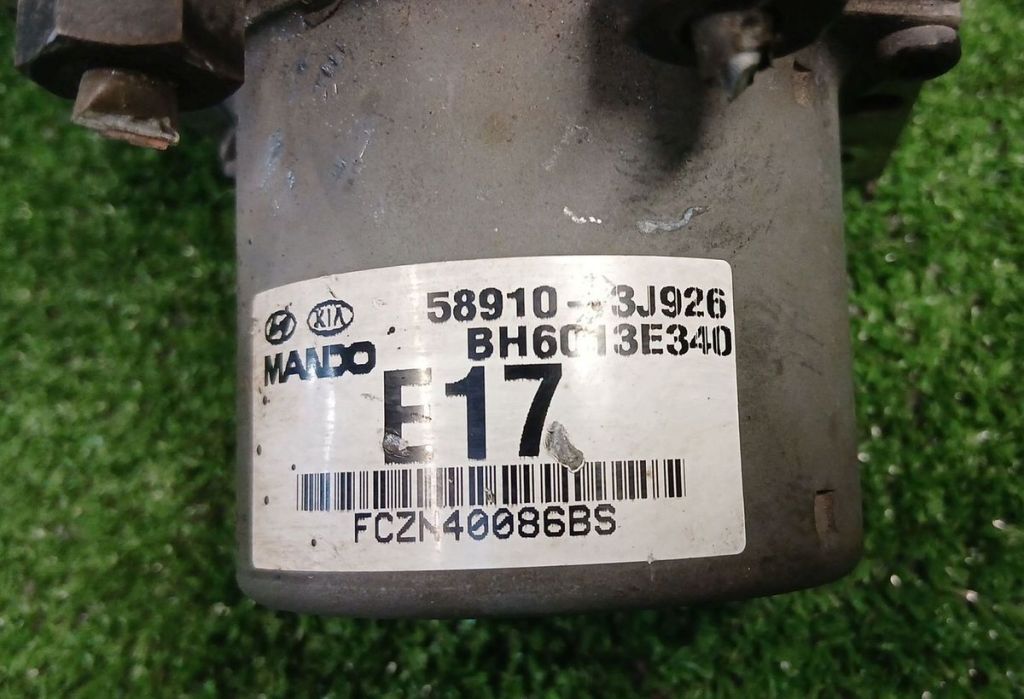 KIA
58910-3J926
MANDO
BH6013E340
E17
FCZN40086BS